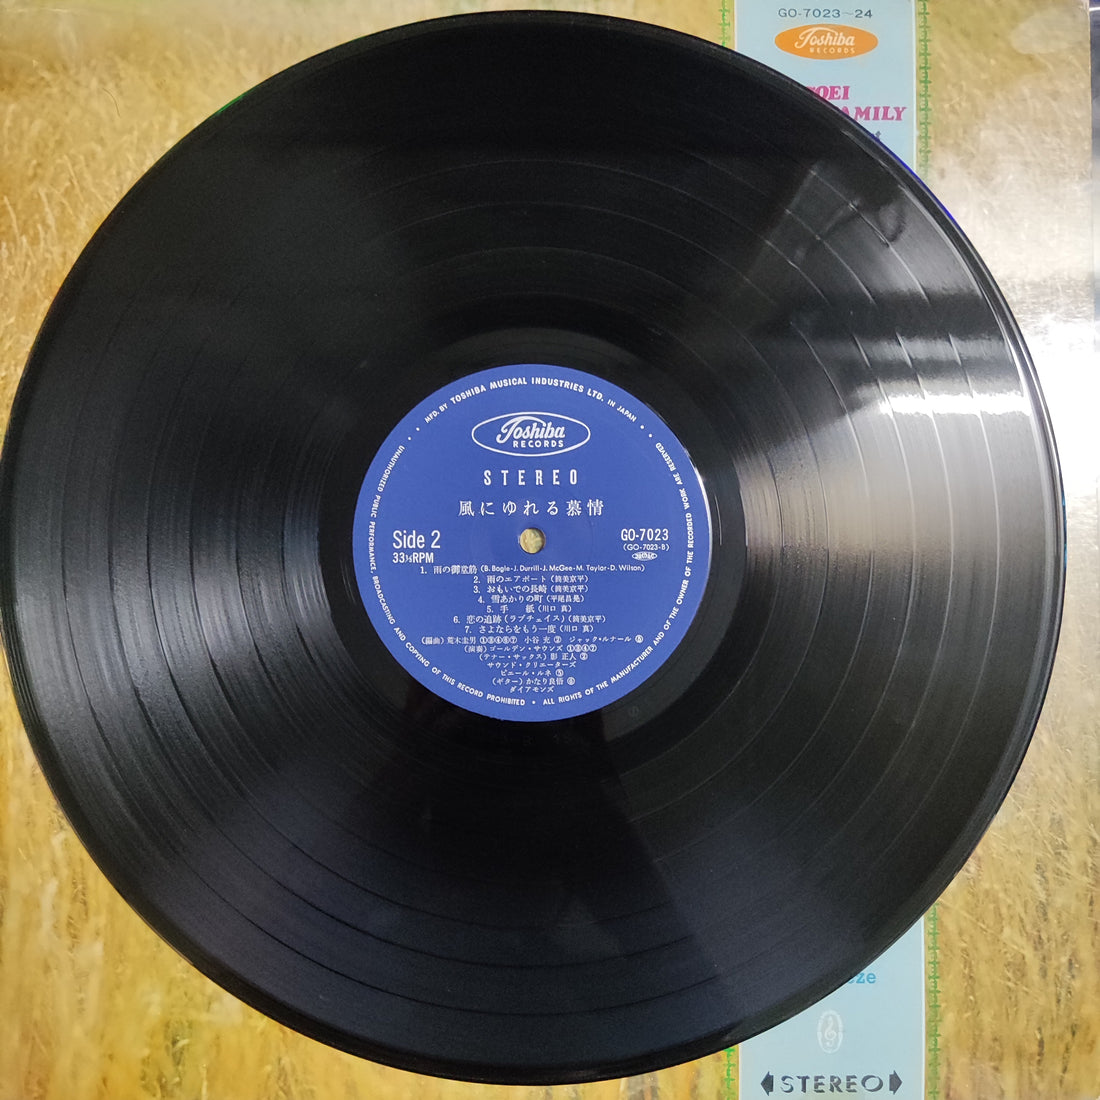 GO-7023~24
Toshiba
RECORDS
OEI
AMILY
MFD. BY TOSHIBA MUSICAL INDUSTRIES LTD. IN JAPAN
Toshiba
RECORDS
STEREO
風にゆれる慕情
Side 2
33⅓RPM
GO-7023
(GO-7023-B)
1. 雨の御堂筋 (B. Bogle-J. Durrill-J. McGee-M. Taylor-D. Wilson)
2. 雨のエアポート (筒美京平)
3. おもいでの長崎 (筒美京平)
4. 雪あかりの町 (平尾昌晃)
5. 手 紙 (川口 真)
6. 恋の追跡 (ラブチェイス) (筒美京平)
7. さよならをもう一度 (川口 真)
(編曲) 荒木圭男 ①③④⑥⑦ 小谷 充 ② ジャック・ルナール ⑤
(演奏) ゴールデン・サウンズ ①③④⑦
(テナー・サックス) 彭 正人 ②
サウンド・クリエーターズ
ピエール・ルネ ⑤
(ギター) かなり良悟 ⑥
ダイアモンズ
UNAUTHORIZED PUBLIC PERFORMANCE, BROADCASTING AND COPYING OF THIS RECORD PROHIBITED • ALL RIGHTS OF THE MANUFACTURER AND OF THE OWNER OF THE RECORDED WORK ARE RESERVED
eze
STEREO